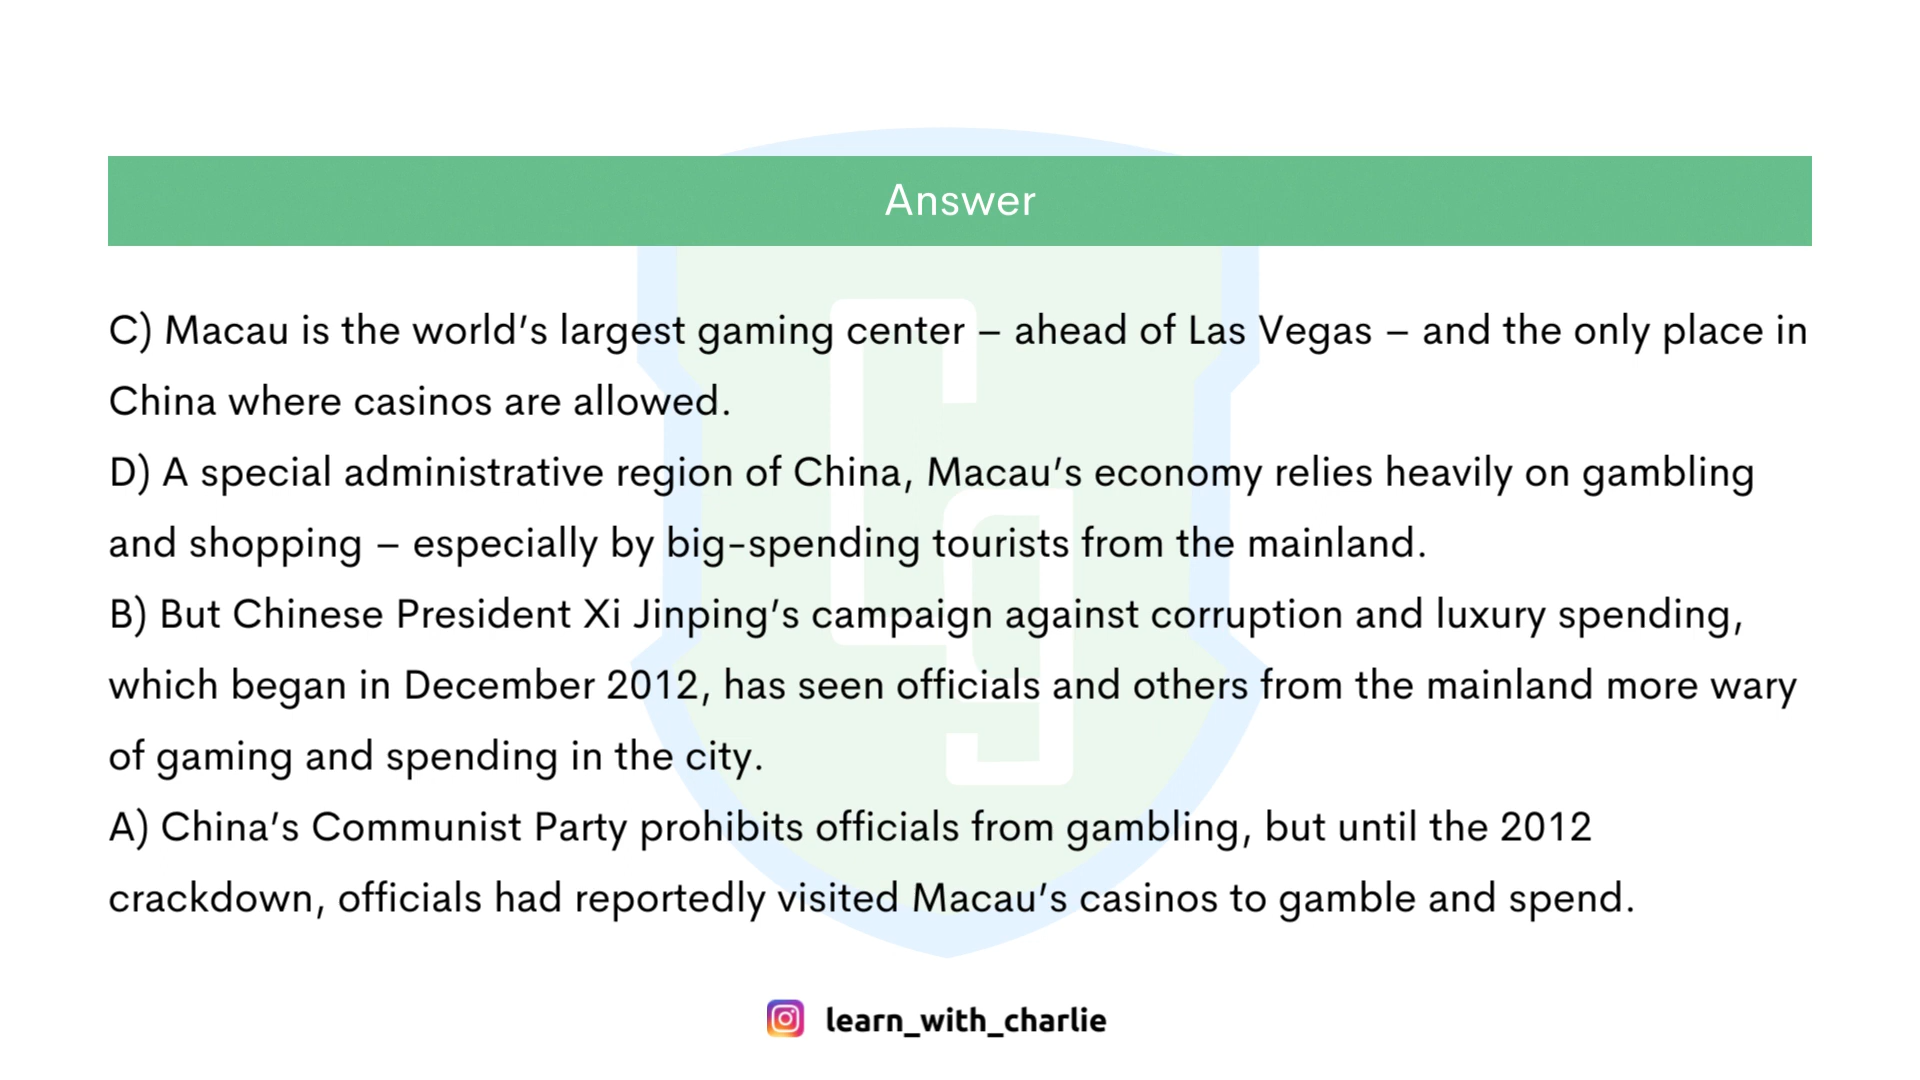 Answer
C) Macau is the world’s largest gaming center – ahead of Las Vegas – and the only place in
China where casinos are allowed.
D) A special administrative region of China, Macau’s economy relies heavily on gambling
and shopping – especially by big-spending tourists from the mainland.
B) But Chinese President Xi Jinping’s campaign against corruption and luxury spending,
which began in December 2012, has seen officials and others from the mainland more wary
of gaming and spending in the city.
A) China’s Communist Party prohibits officials from gambling, but until the 2012
crackdown, officials had reportedly visited Macau’s casinos to gamble and spend.
learn_with_charlie